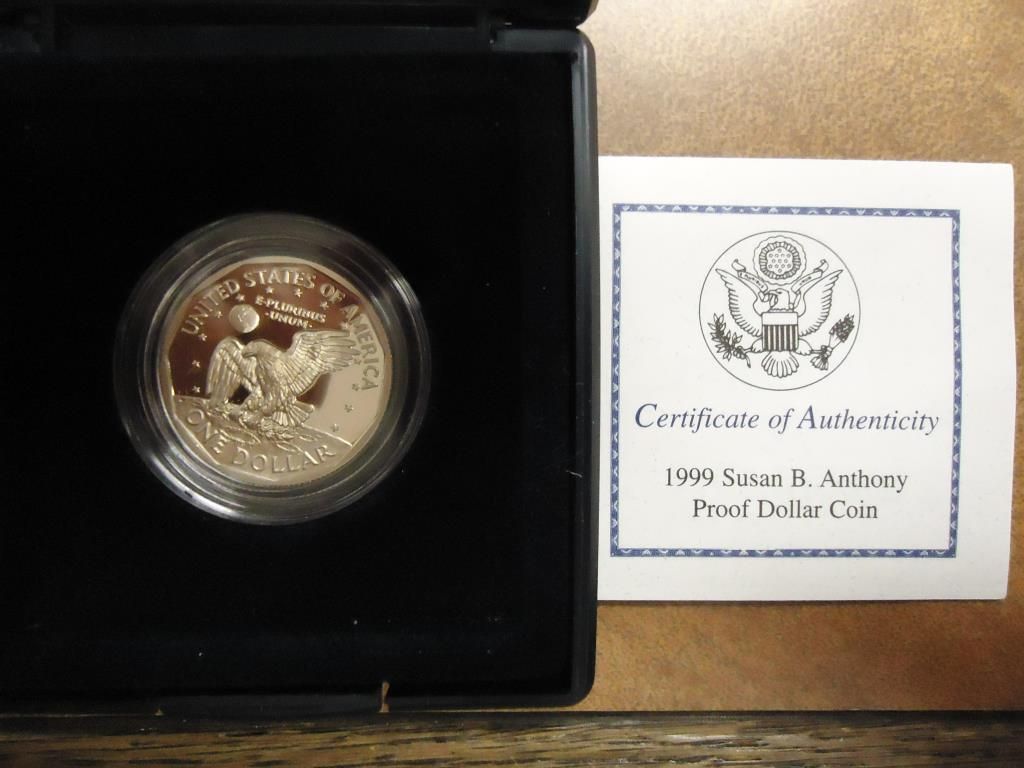 UNITED STATES OF AMERICA
E·PLURIBUS
·UNUM·
ONE DOLLAR
Certificate of Authenticity
1999 Susan B. Anthony
Proof Dollar Coin